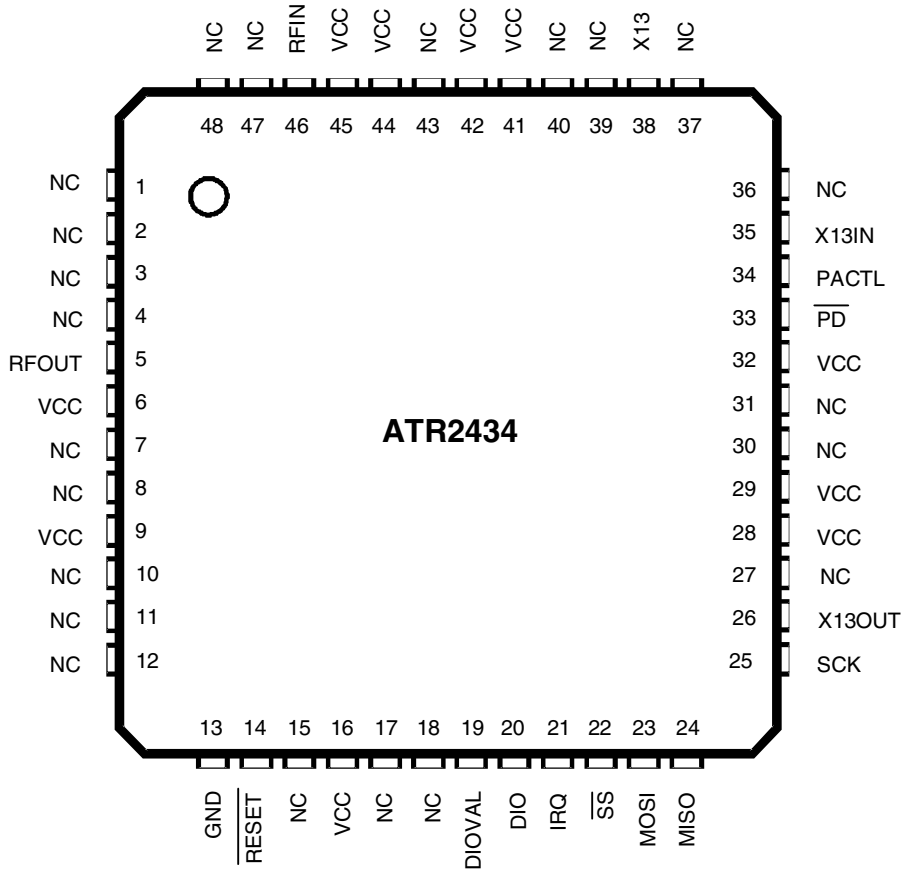 NC NC RFIN VCC VCC NC VCC VCC NC NC X13 NC
48 47 46 45 44 43 42 41 40 39 38 37
NC 1 36 NC
NC 2 35 X13IN
NC 3 34 PACTL
NC 4 33 PD
RFOUT 5 32 VCC
VCC 6 31 NC
NC 7 30 NC
ATR2434
NC 8 29 VCC
VCC 9 28 VCC
NC 10 27 NC
NC 11 26 X13OUT
NC 12 25 SCK
13 14 15 16 17 18 19 20 21 22 23 24
GND RESET NC VCC NC NC DIOVAL DIO IRQ SS MOSI MISO